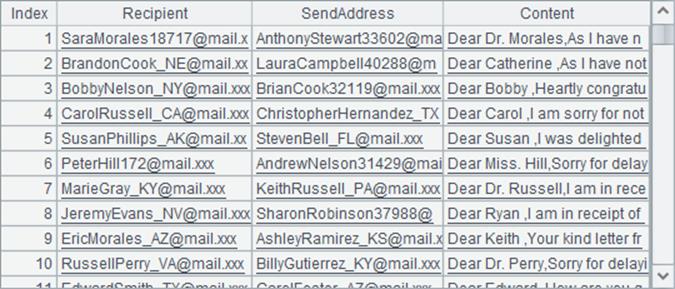 Index Recipient SendAddress Content
1 SaraMorales18717@mail.x AnthonyStewart33602@ma Dear Dr. Morales,As I have n
2 BrandonCook_NE@mail.xx LauraCampbell40288@m Dear Catherine ,As I have not
3 BobbyNelson_NY@mail.xxx BrianCook32119@mail.xxx Dear Bobby ,Heartly congratu
4 CarolRussell_CA@mail.xxx ChristopherHernandez_TX Dear Carol ,I am sorry for not
5 SusanPhillips_AK@mail.xx StevenBell_FL@mail.xxx Dear Susan ,I was delighted
6 PeterHill172@mail.xxx AndrewNelson31429@mai Dear Miss. Hill,Sorry for delay
7 MarieGray_KY@mail.xxx KeithRussell_PA@mail.xxx Dear Dr. Russell,I am in rece
8 JeremyEvans_NV@mail.xxx SharonRobinson37988@ Dear Ryan ,I am in receipt of
9 EricMorales_AZ@mail.xxx AshleyRamirez_KS@mail.x Dear Keith ,Your kind letter fr
10 RussellPerry_VA@mail.xxx BillyGutierrez_KY@mail.xxx Dear Dr. Perry,Sorry for delayi
11 EdwardSmith_TX@mail.xxx